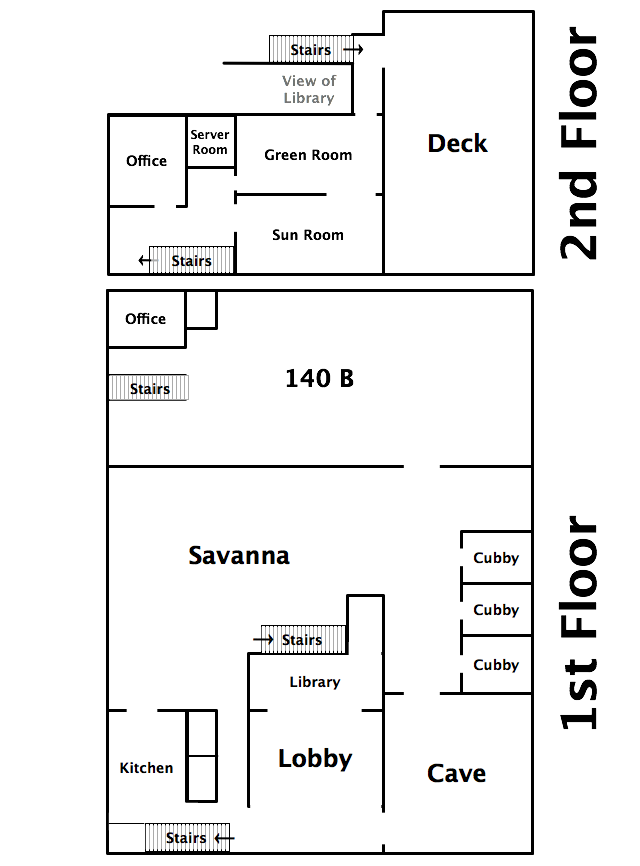 Stairs
View of
Library
2nd Floor
Deck
Office
Server
Room
Green Room
Sun Room
Stairs
Office
140 B
Stairs
Savanna
Cubby
Cubby
Cubby
1st Floor
Stairs
Library
Kitchen
Lobby
Cave
Stairs